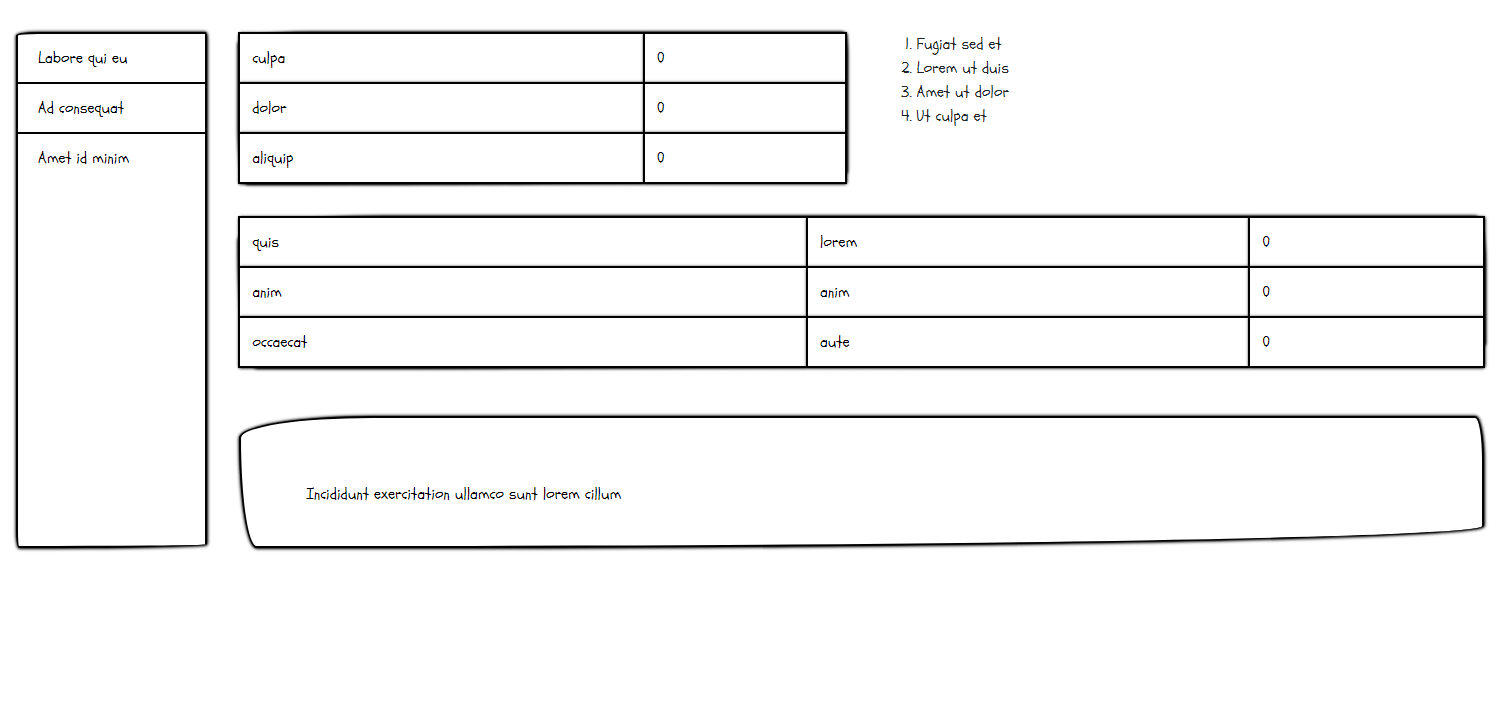 Labore qui eu
Ad consequat
Amet id minim
culpa 0
dolor 0
aliquip 0
1. Fugiat sed et
2. Lorem ut duis
3. Amet ut dolor
4. Ut culpa et
quis lorem 0
anim anim 0
occaecat aute 0
Incididunt exercitation ullamco sunt lorem cillum